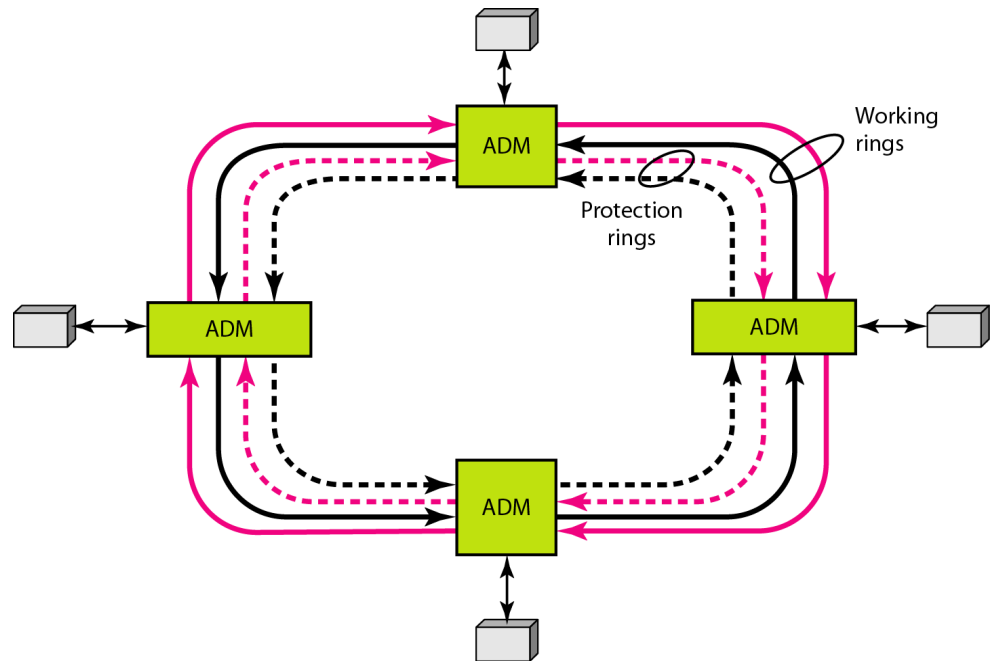 ADM
Working
rings
Protection
rings
ADM
ADM
ADM